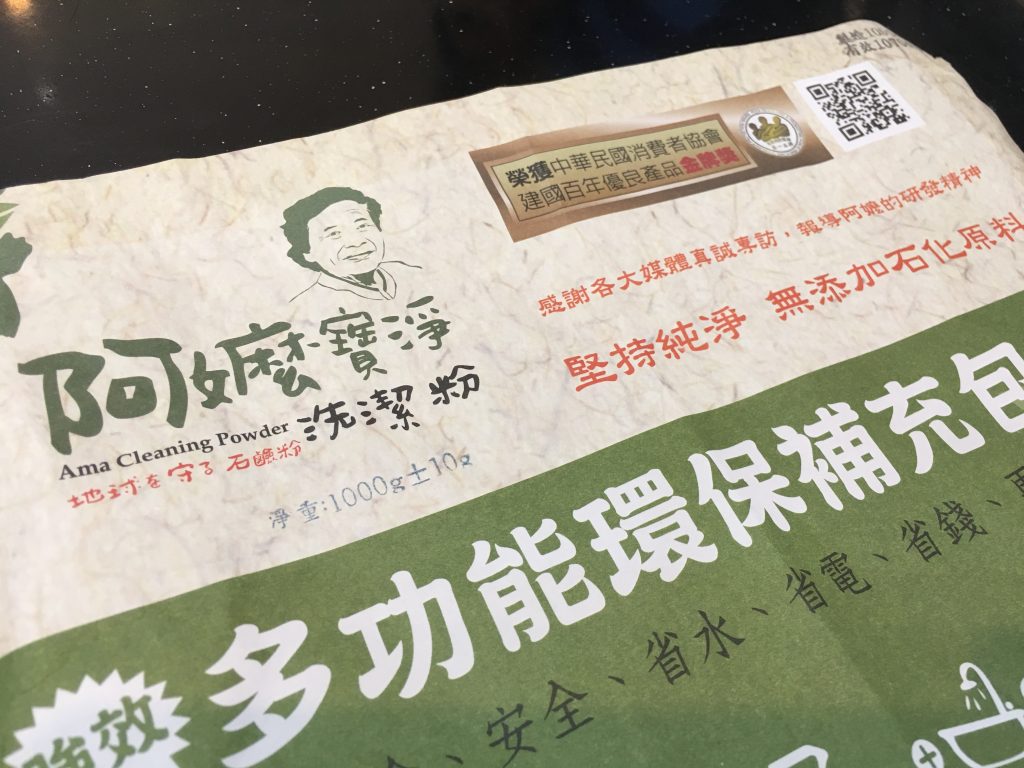 有效
榮獲中華民國消費者協會
建國百年優良產品金牌獎
感謝各大媒體真誠專訪，報導阿嬤的研發精神
堅持純淨 無添加石化原料
阿嬤寶淨
Ama Cleaning Powder 洗潔粉
地球を守る石鹼粉
淨重:1000g±10g
多功能環保補充包
強效
、安全、省水、省電、省錢、